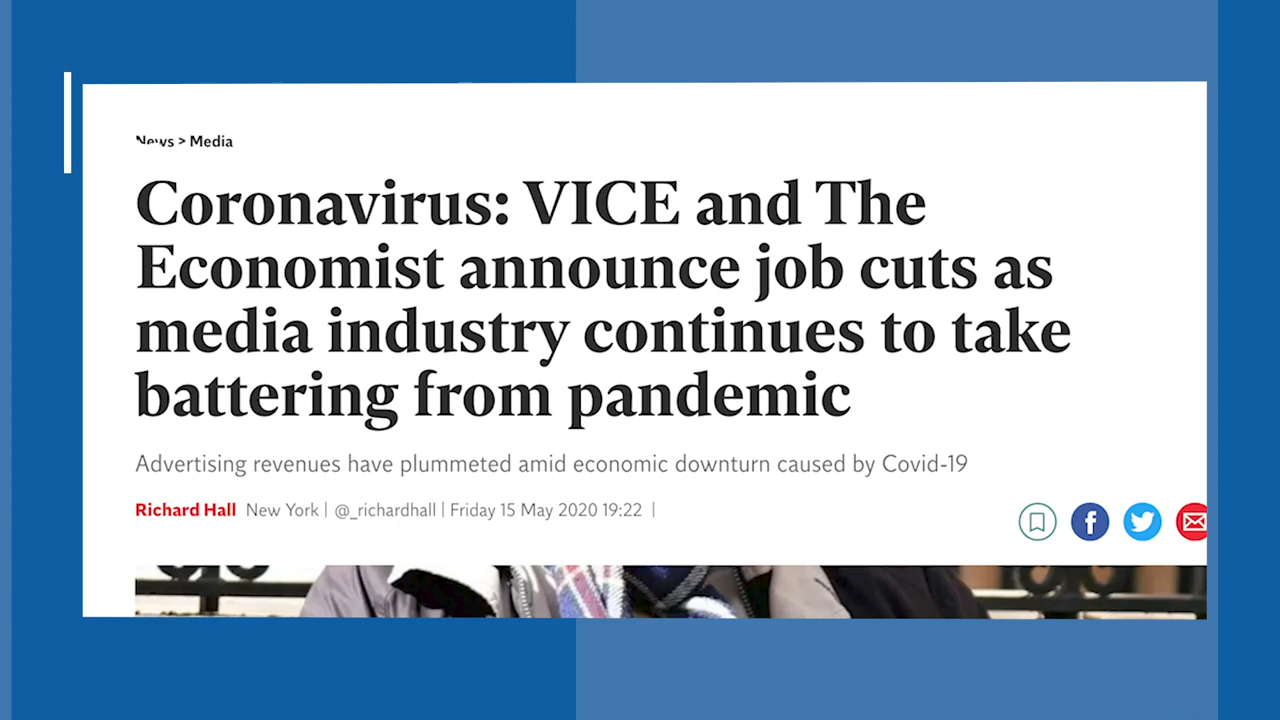 News > Media
Coronavirus: VICE and The
Economist announce job cuts as
media industry continues to take
battering from pandemic
Advertising revenues have plummeted amid economic downturn caused by Covid-19
Richard Hall New York | @_richardhall | Friday 15 May 2020 19:22 |